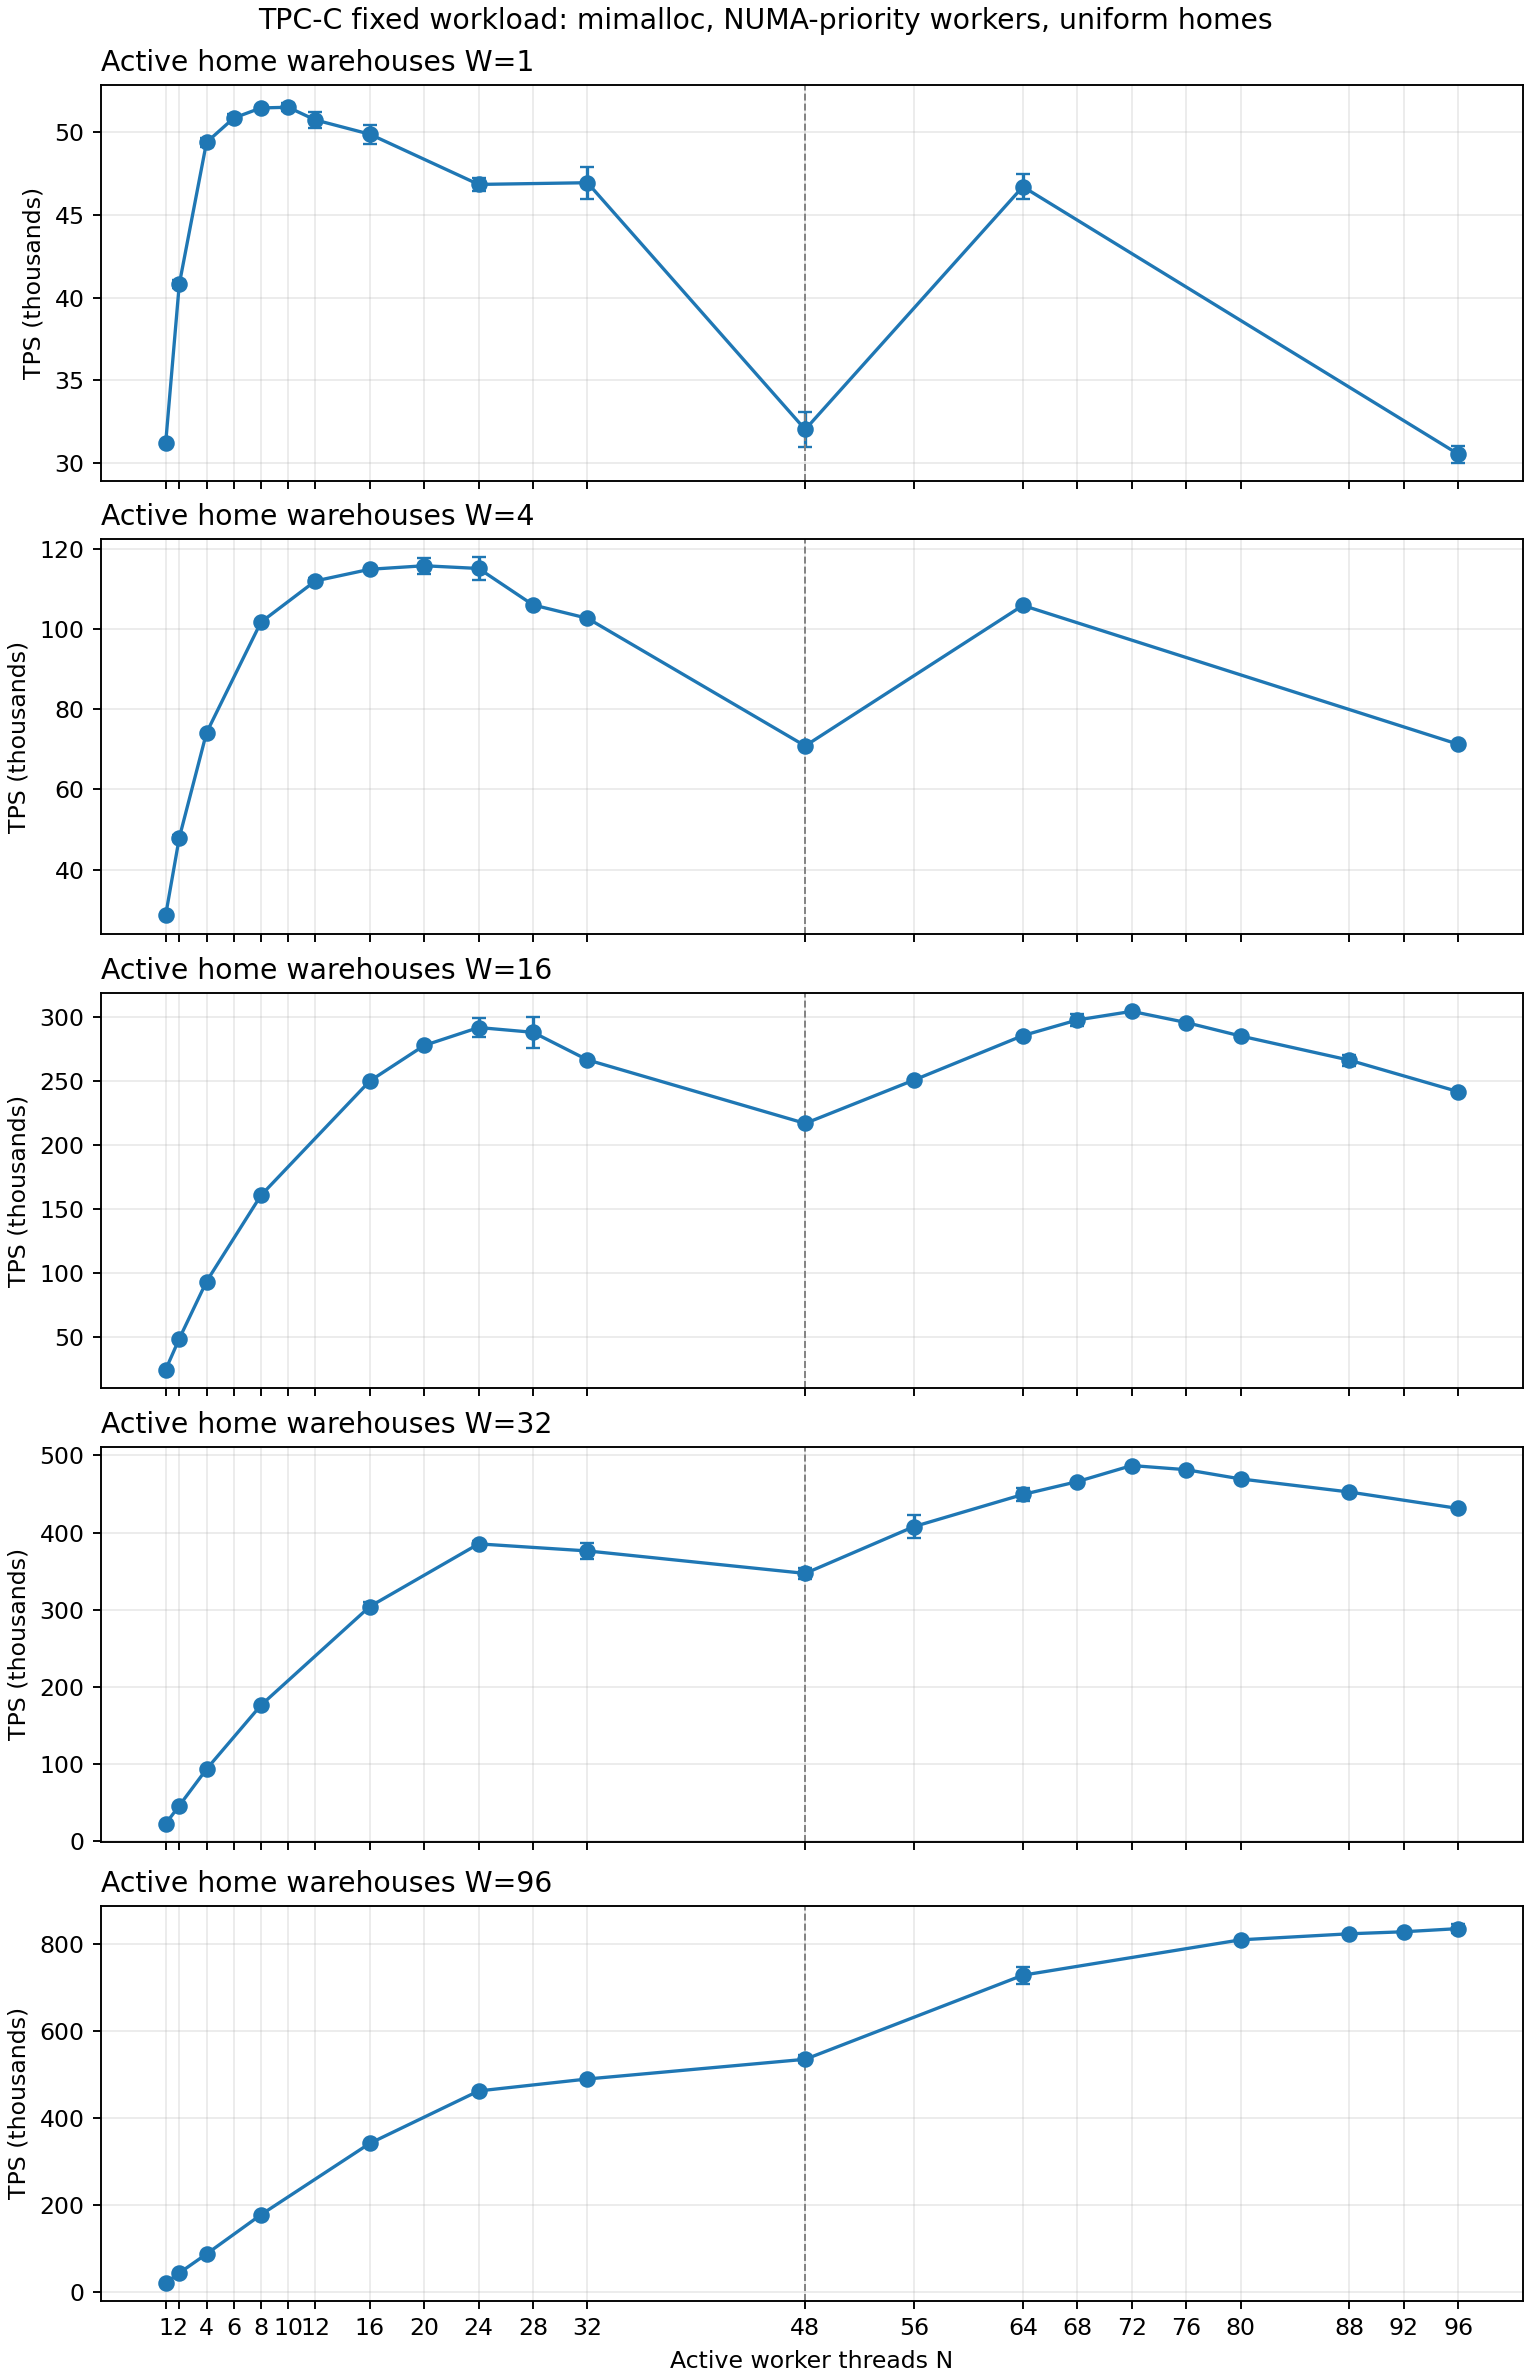 TPC-C fixed workload: mimalloc, NUMA-priority workers, uniform homes
Active home warehouses W=1
TPS (thousands)
50
45
40
35
30
Active home warehouses W=4
TPS (thousands)
120
100
80
60
40
Active home warehouses W=16
TPS (thousands)
300
250
200
150
100
50
Active home warehouses W=32
TPS (thousands)
500
400
300
200
100
0
Active home warehouses W=96
TPS (thousands)
800
600
400
200
0
1 2 4 6 8 10 12 16 20 24 28 32 48 56 64 68 72 76 80 88 92 96
Active worker threads N